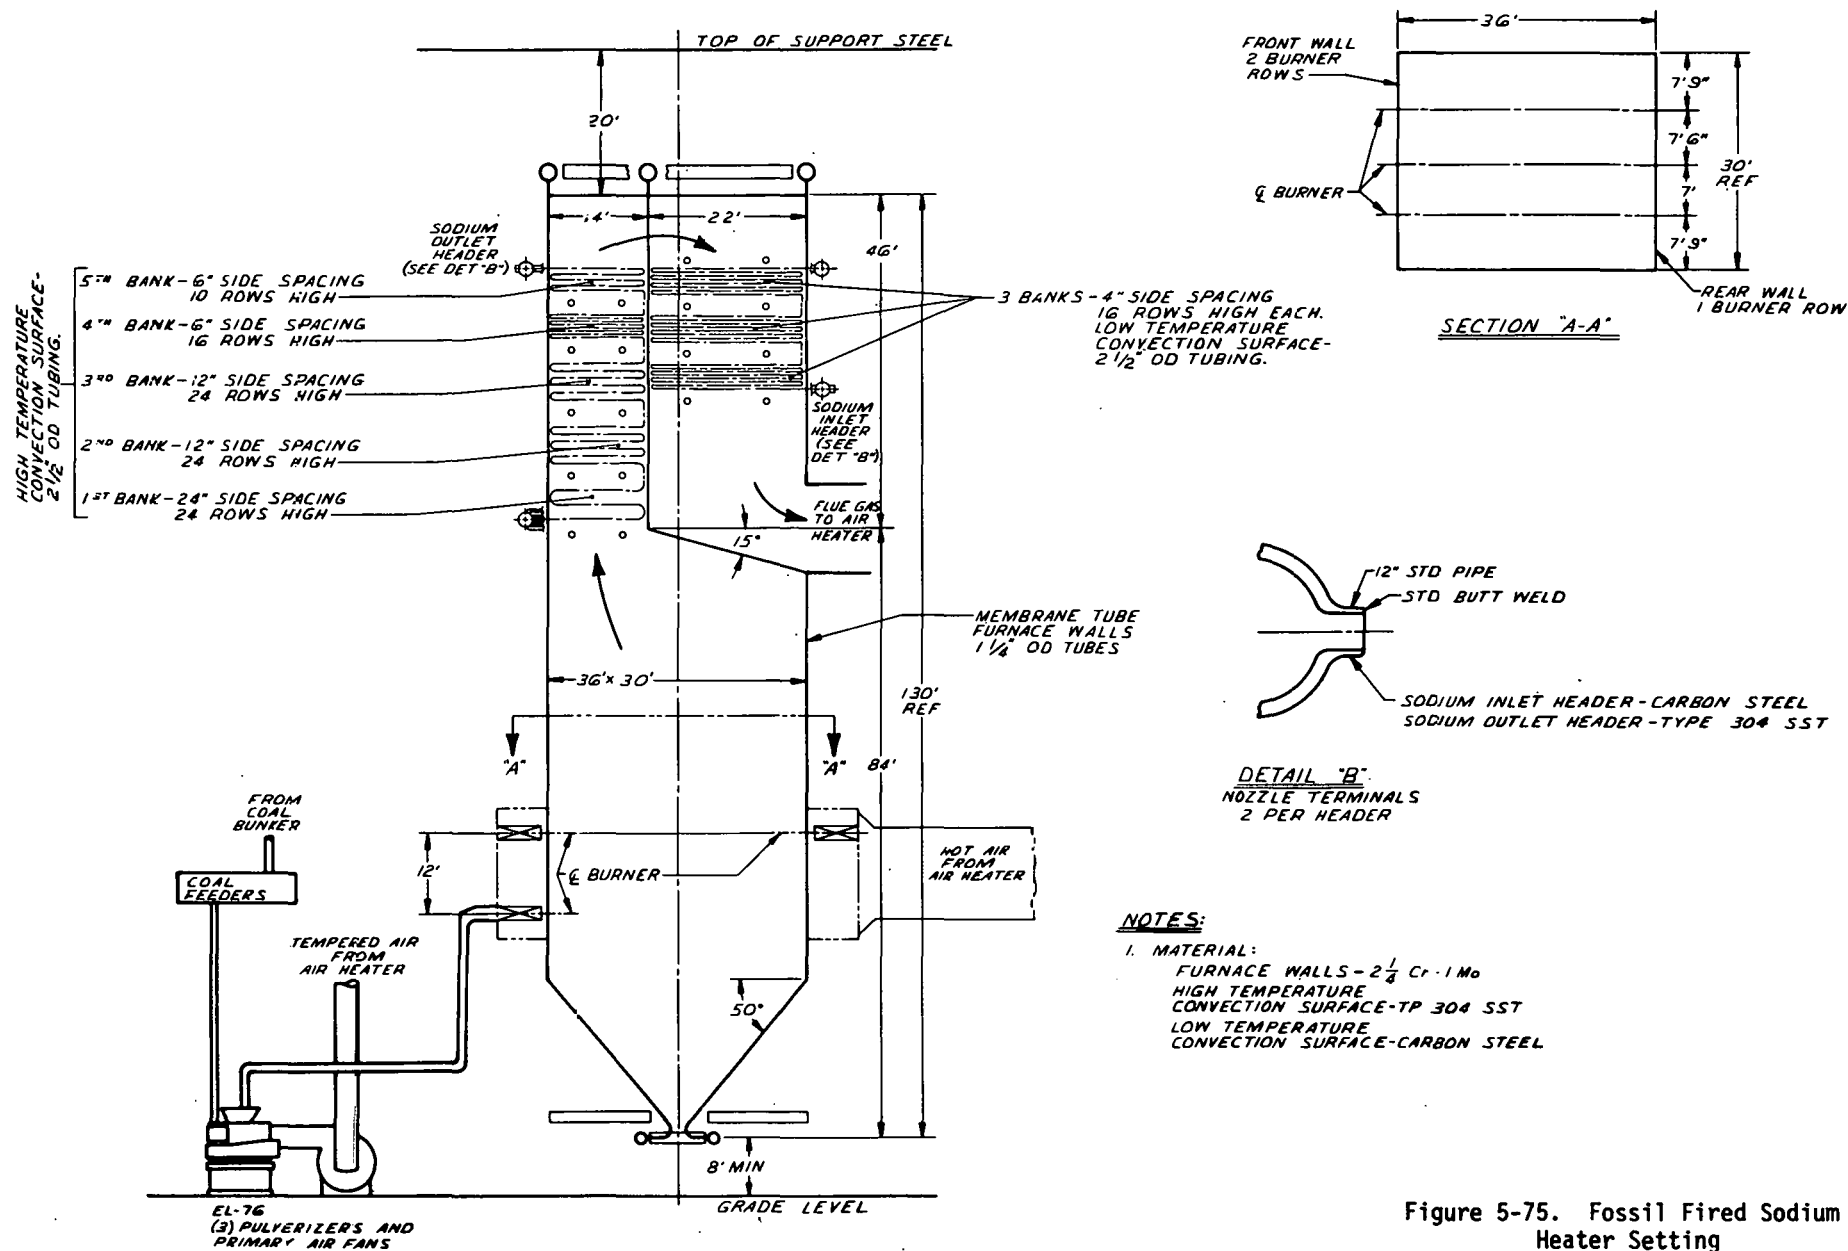 TOP OF SUPPORT STEEL
20'
14'
22'
SODIUM
OUTLET
HEADER
(SEE DET "B")
46'
HIGH TEMPERATURE
CONVECTION SURFACE-
2 1/2" OD TUBING.
5TH BANK-6" SIDE SPACING
10 ROWS HIGH
4TH BANK-6" SIDE SPACING
16 ROWS HIGH
3RD BANK-12" SIDE SPACING
24 ROWS HIGH
2ND BANK-12" SIDE SPACING
24 ROWS HIGH
1ST BANK-24" SIDE SPACING
24 ROWS HIGH
3 BANKS-4" SIDE SPACING
16 ROWS HIGH EACH.
LOW TEMPERATURE
CONVECTION SURFACE-
2 1/2" OD TUBING.
SODIUM
INLET
HEADER
(SEE
DET "B")
FLUE GAS
TO AIR
HEATER
15°
MEMBRANE TUBE
FURNACE WALLS
1 1/4" OD TUBES
36' x 30'
130'
REF
"A"
"A"
84'
FROM
COAL
BUNKER
COAL
FEEDERS
12'
℄ BURNER
HOT AIR
FROM
AIR HEATER
TEMPERED AIR
FROM
AIR HEATER
50°
8' MIN
GRADE LEVEL
EL-76
(3) PULVERIZERS AND
PRIMARY AIR FANS
36'
FRONT WALL
2 BURNER
ROWS
7'9"
7'6"
30'
REF
7'
7'9"
℄ BURNER
REAR WALL
1 BURNER ROW
SECTION "A-A"
12" STD PIPE
STD BUTT WELD
SODIUM INLET HEADER-CARBON STEEL
SODIUM OUTLET HEADER-TYPE 304 SST
DETAIL "B"
NOZZLE TERMINALS
2 PER HEADER
NOTES:
1. MATERIAL:
FURNACE WALLS-2 1/4 Cr-1 Mo
HIGH TEMPERATURE
CONVECTION SURFACE-TP 304 SST
LOW TEMPERATURE
CONVECTION SURFACE-CARBON STEEL
Figure 5-75. Fossil Fired Sodium
Heater Setting